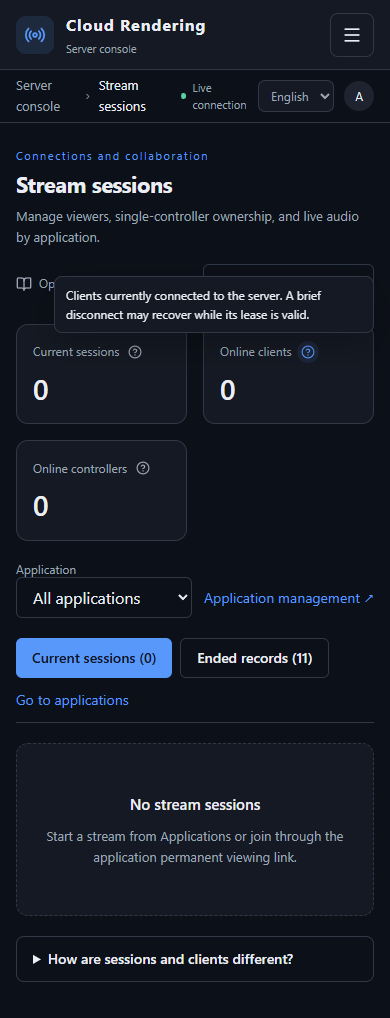 Cloud Rendering
Server console
Server console
›
Stream sessions
Live connection
English
A
Connections and collaboration
Stream sessions
Manage viewers, single-controller ownership, and live audio
by application.
Clients currently connected to the server. A brief
disconnect may recover while its lease is valid.
Current sessions
0
Online clients
0
Online controllers
0
Application
All applications
Application management ↗
Current sessions (0)
Ended records (11)
Go to applications
No stream sessions
Start a stream from Applications or join through the
application permanent viewing link.
▶ How are sessions and clients different?